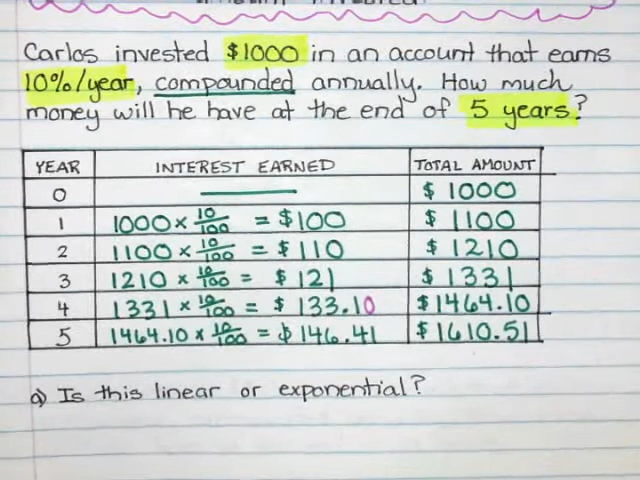 Carlos invested $1000 in an account that earns
10%/year, compounded annually. How much
money will he have at the end of 5 years?
YEAR INTEREST EARNED TOTAL AMOUNT
0 $ 1000
1 1000 x 10/100 = $100 $ 1100
2 1100 x 10/100 = $110 $ 1210
3 1210 x 10/100 = $ 121 $ 1331
4 1331 x 10/100 = $ 133.10 $1464.10
5 1464.10 x 10/100 = $146.41 $1610.51
a) Is this linear or exponential?